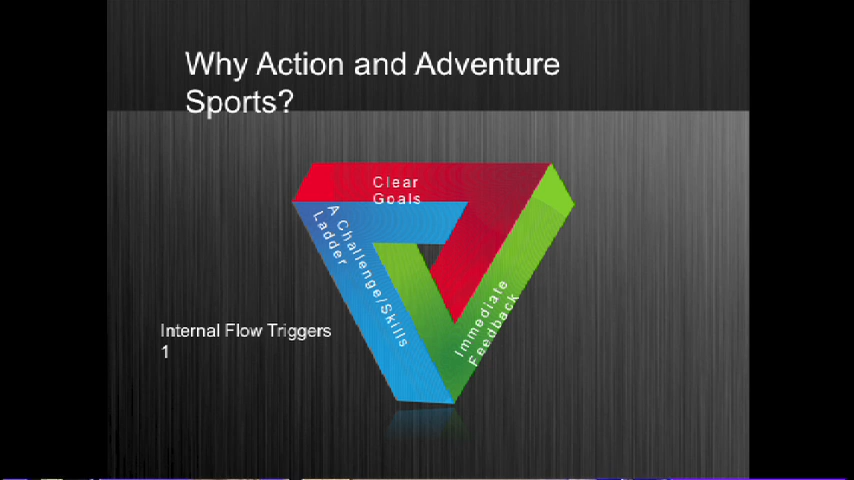 Why Action and Adventure
Sports?
Clear
Goals
A Challenge/Skills
Ladder
Immediate
Feedback
Internal Flow Triggers
1